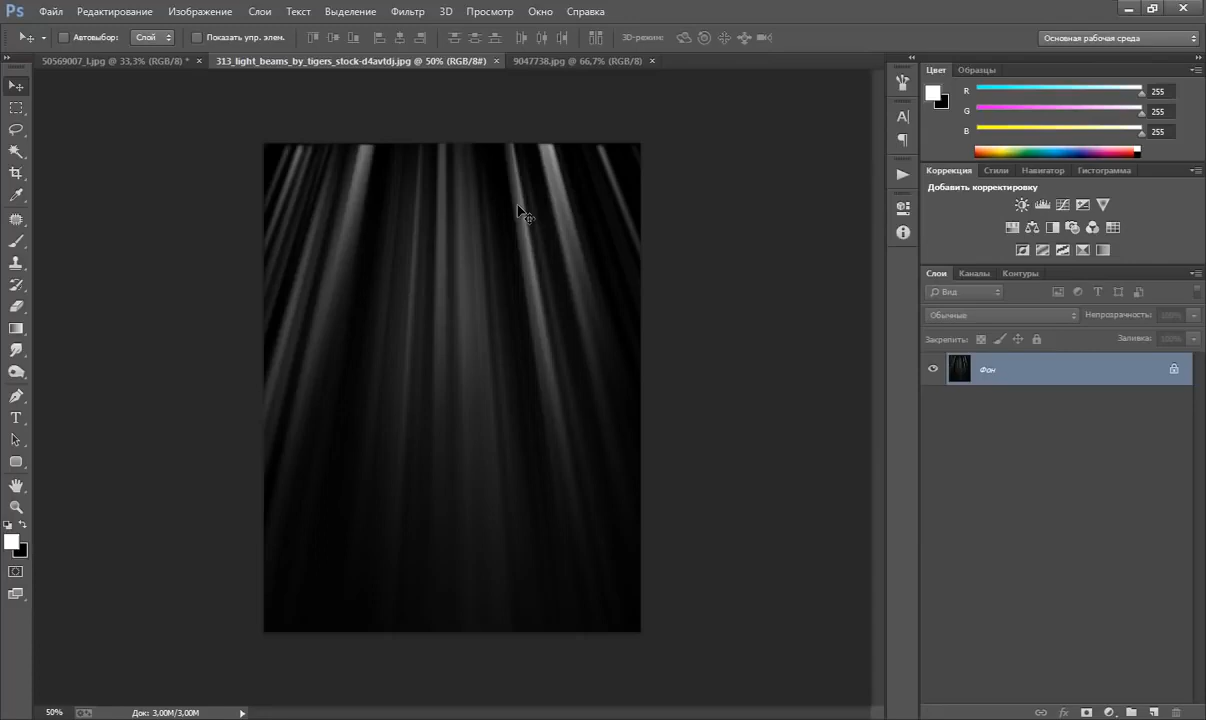 Ps Файл Редактирование Изображение Слои Текст Выделение Фильтр 3D Просмотр Окно Справка
Автовыбор: Слой Показать упр. элем. 3D-режим: Основная рабочая среда
50569007_l.jpg @ 33,3% (RGB/8) * × 313_light_beams_by_tigers_stock-d4avtdj.jpg @ 50% (RGB/8#) × 9047738.jpg @ 66,7% (RGB/8) ×
Цвет Образцы
R 255
G 255
B 255
Коррекция Стили Навигатор Гистограмма
Добавить корректировку
Слои Каналы Контуры
Вид
Обычные Непрозрачность: 100%
Закрепить: Заливка: 100%
Фон
50% Док: 3,00M/3,00M